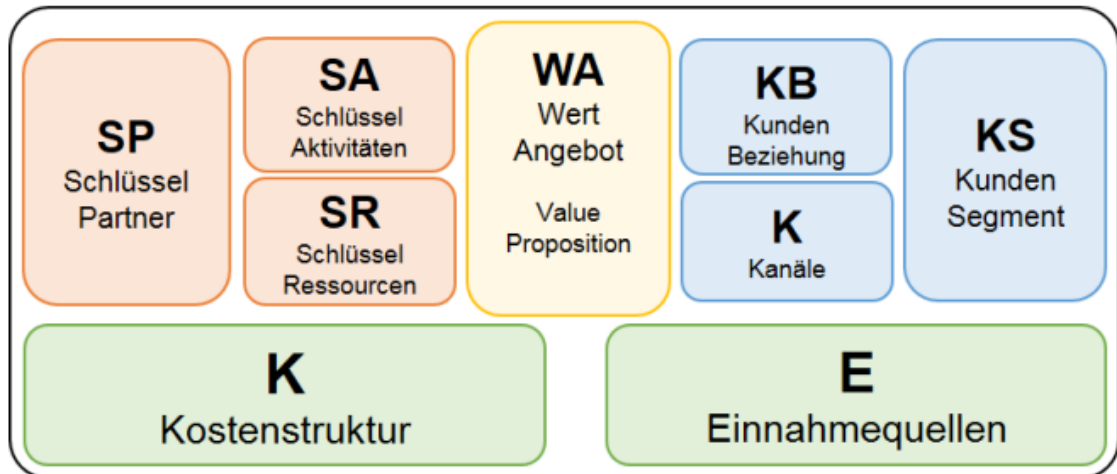 SP
Schlüssel
Partner
SA
Schlüssel
Aktivitäten
SR
Schlüssel
Ressourcen
WA
Wert
Angebot
Value
Proposition
KB
Kunden
Beziehung
K
Kanäle
KS
Kunden
Segment
K
Kostenstruktur
E
Einnahmequellen